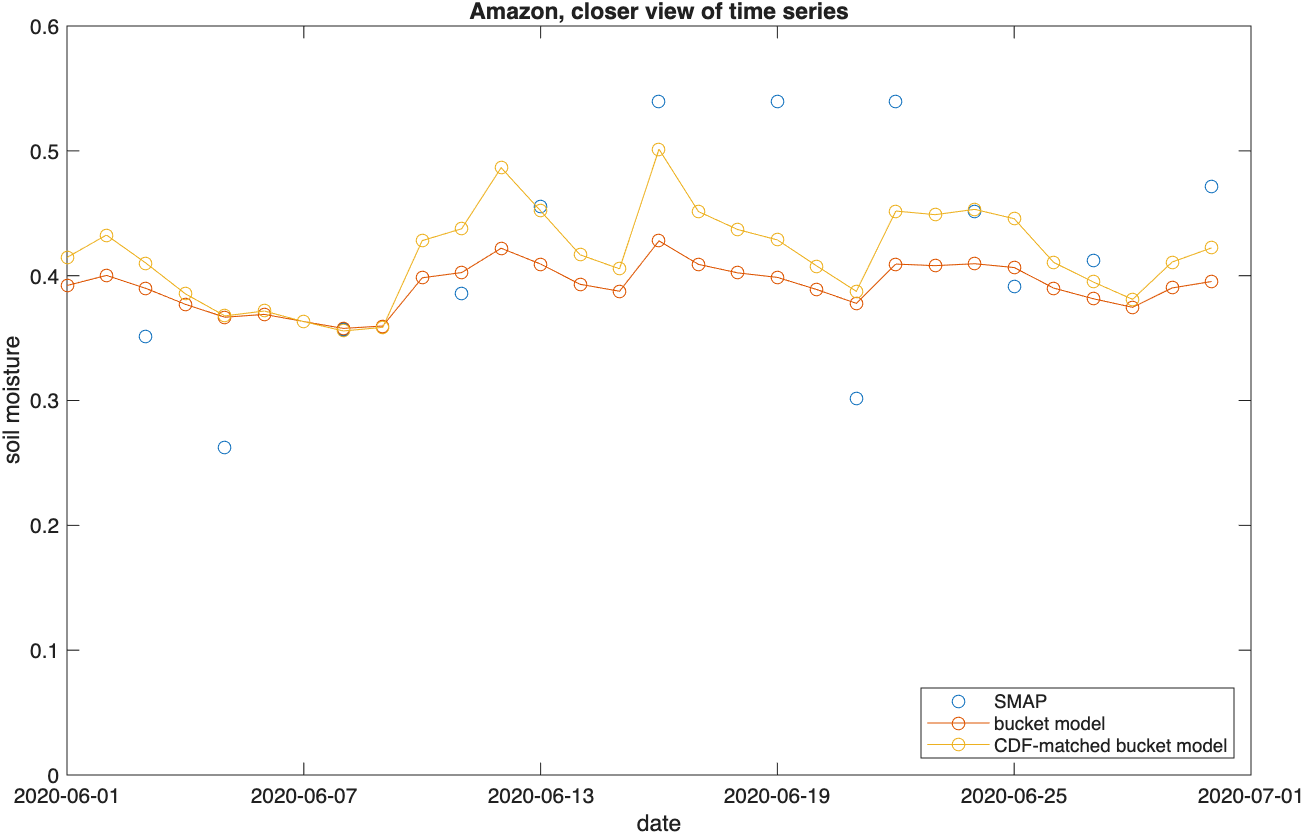 Amazon, closer view of time series
0.6
0.5
0.4
0.3
0.2
0.1
0
soil moisture
2020-06-01 2020-06-07 2020-06-13 2020-06-19 2020-06-25 2020-07-01
date
SMAP
bucket model
CDF-matched bucket model